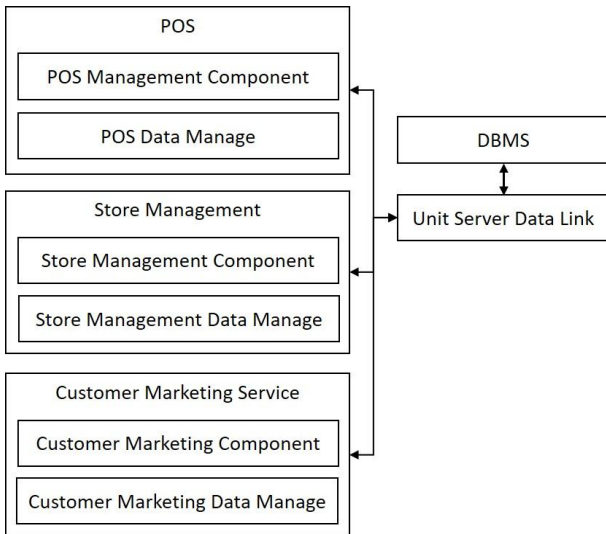 POS
POS Management Component
POS Data Manage
Store Management
Store Management Component
Store Management Data Manage
Customer Marketing Service
Customer Marketing Component
Customer Marketing Data Manage
DBMS
Unit Server Data Link